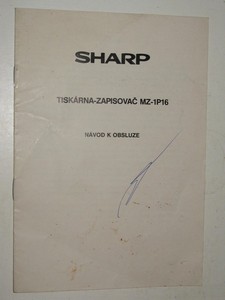 SHARP
TISKÁRNA-ZAPISOVAČ MZ-1P16
NÁVOD K OBSLUZE